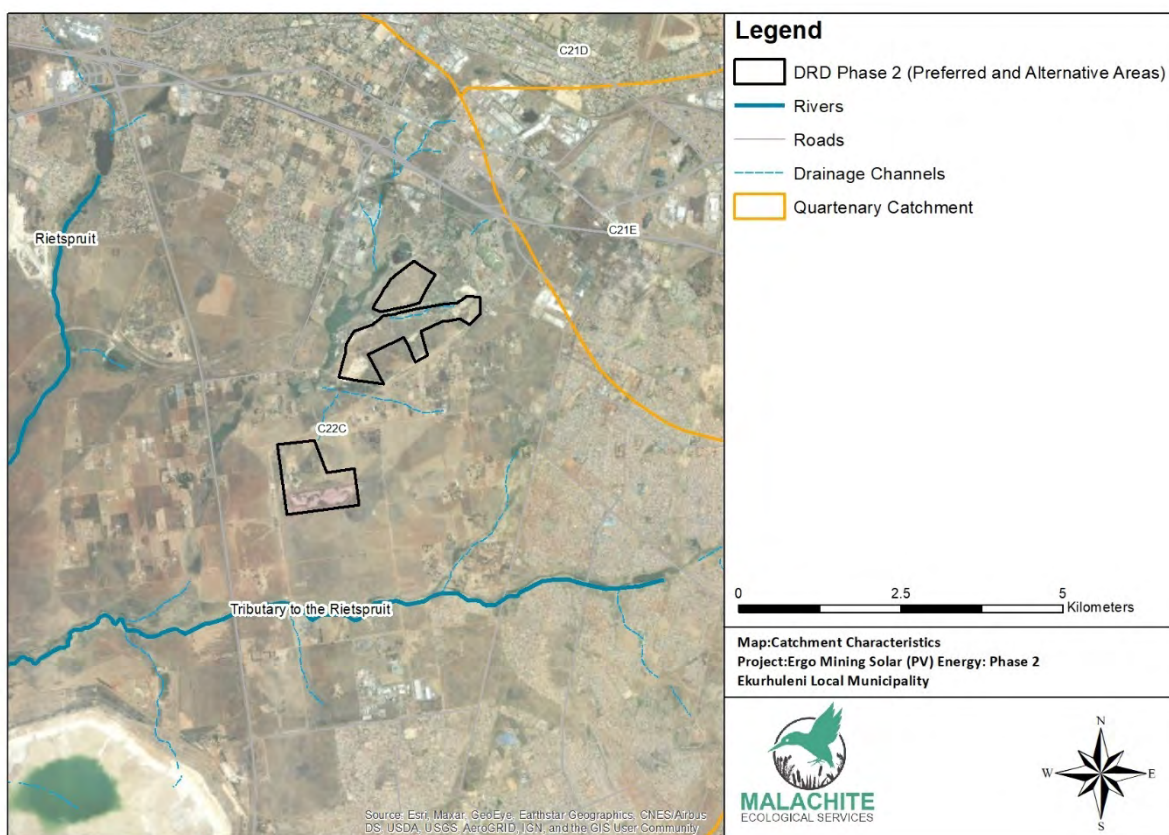 C21D
C21E
Rietspruit
C22C
Tributary to the Rietspruit
Source: Esri, Maxar, GeoEye, Earthstar Geographics, CNES/Airbus
DS, USDA, USGS, AeroGRID, IGN, and the GIS User Community
Legend
DRD Phase 2 (Preferred and Alternative Areas)
Rivers
Roads
Drainage Channels
Quartenary Catchment
0 2.5 5
Kilometers
Map:Catchment Characteristics
Project:Ergo Mining Solar (PV) Energy: Phase 2
Ekurhuleni Local Municipality
MALACHITE
ECOLOGICAL SERVICES
N
W E
S